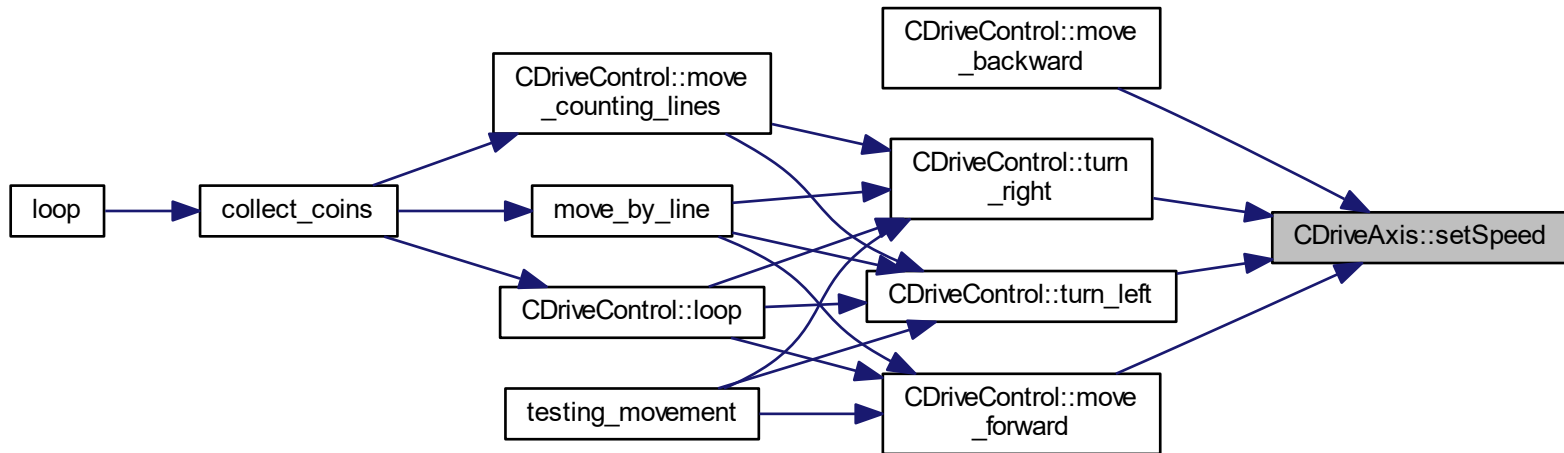 loop
collect_coins
CDriveControl::move
_counting_lines
move_by_line
CDriveControl::loop
testing_movement
CDriveControl::move
_backward
CDriveControl::turn
_right
CDriveControl::turn_left
CDriveControl::move
_forward
CDriveAxis::setSpeed